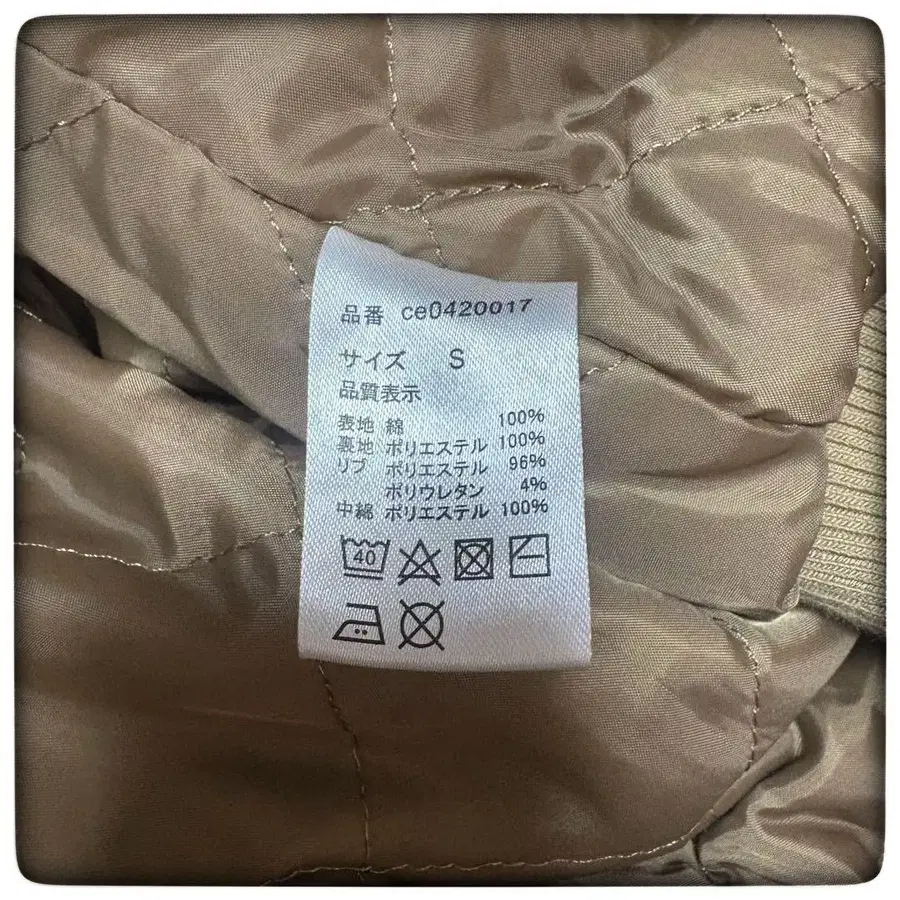 品番 ce0420017
サイズ S
品質表示
表地 綿 100%
裏地 ポリエステル 100%
リブ ポリエステル 96%
ポリウレタン 4%
中綿 ポリエステル 100%
40